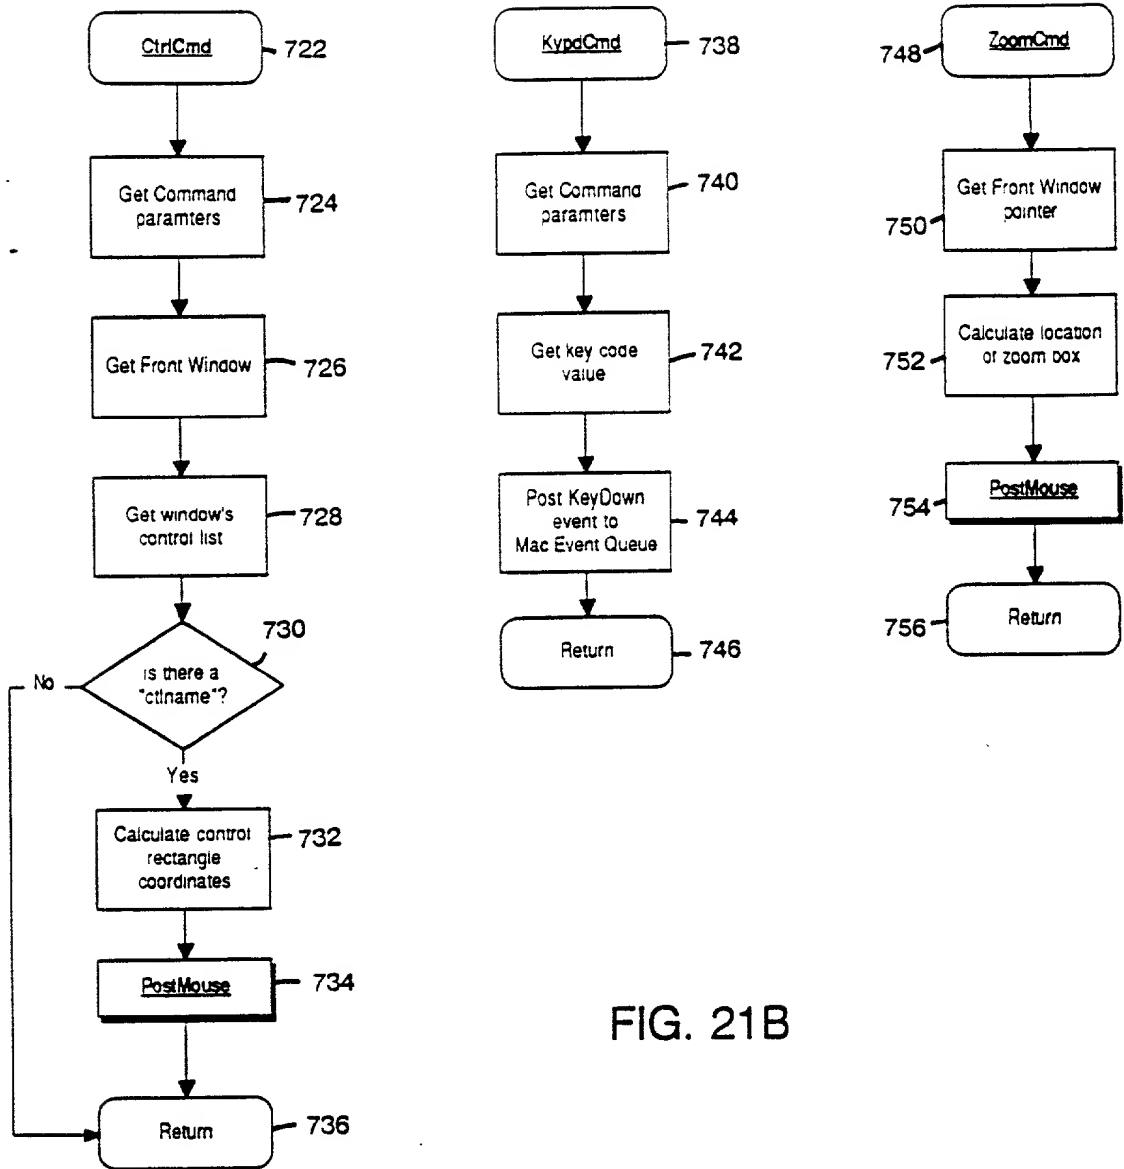 CtrlCmd
722
Get Command
paramters
724
Get Front Window
726
Get window's
control list
728
730
Is there a
"ctlname"?
No
Yes
Calculate control
rectangle
coordinates
732
PostMouse
734
Return
736
KypdCmd
738
Get Command
paramters
740
Get key code
value
742
Post KeyDown
event to
Mac Event Queue
744
Return
746
748
ZoomCmd
Get Front Window
pointer
750
Calculate location
of zoom box
752
PostMouse
754
Return
756
FIG. 21B